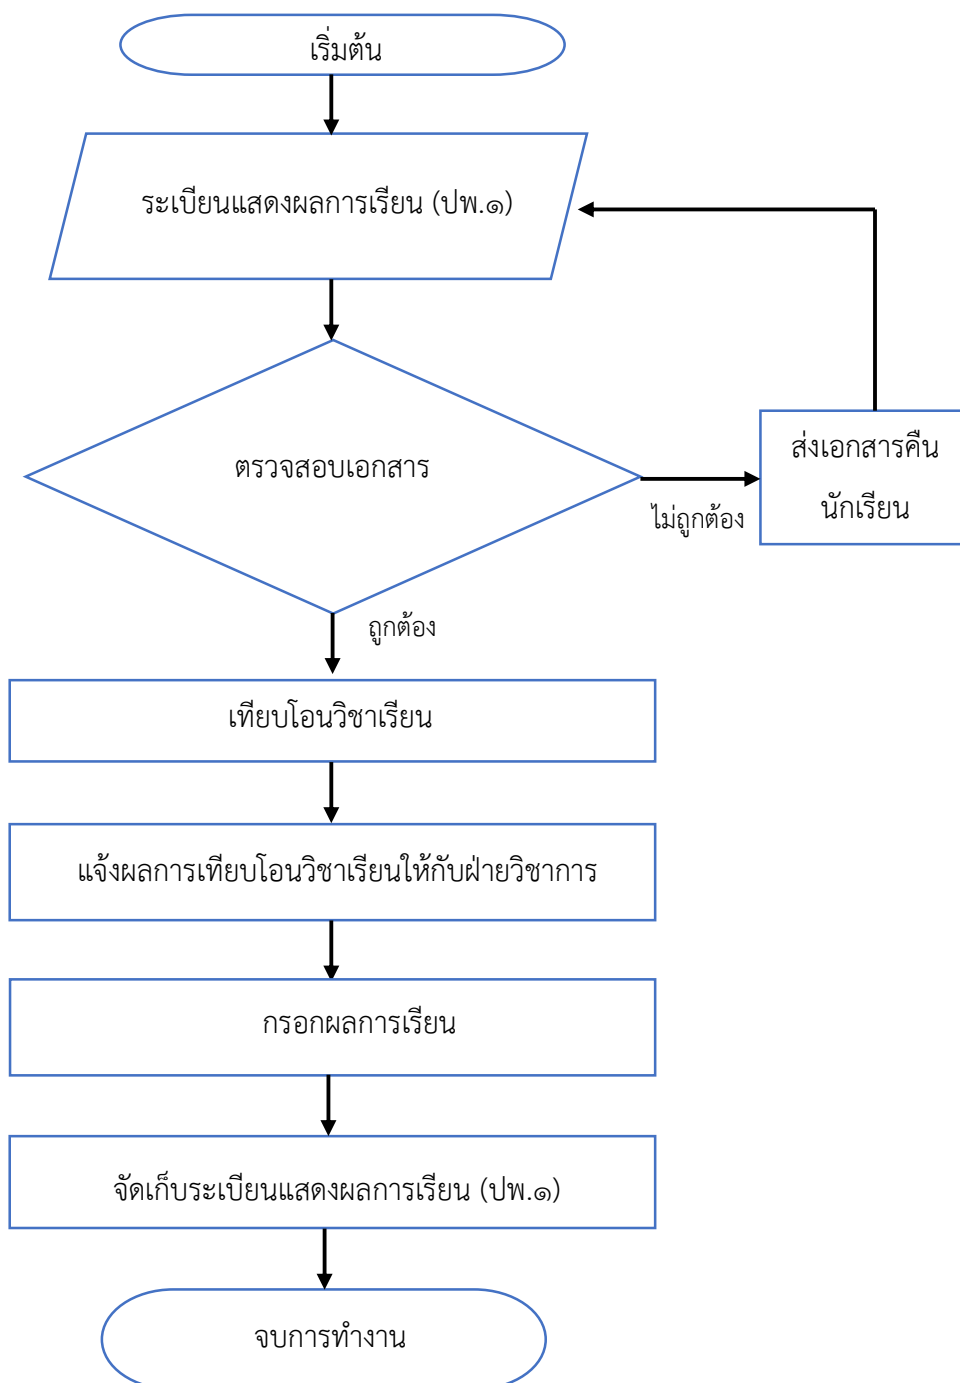 เริ่มต้น
ระเบียนแสดงผลการเรียน (ปพ.๑)
ตรวจสอบเอกสาร
ไม่ถูกต้อง
ส่งเอกสารคืน
นักเรียน
ถูกต้อง
เทียบโอนวิชาเรียน
แจ้งผลการเทียบโอนวิชาเรียนให้กับฝ่ายวิชาการ
กรอกผลการเรียน
จัดเก็บระเบียนแสดงผลการเรียน (ปพ.๑)
จบการทำงาน